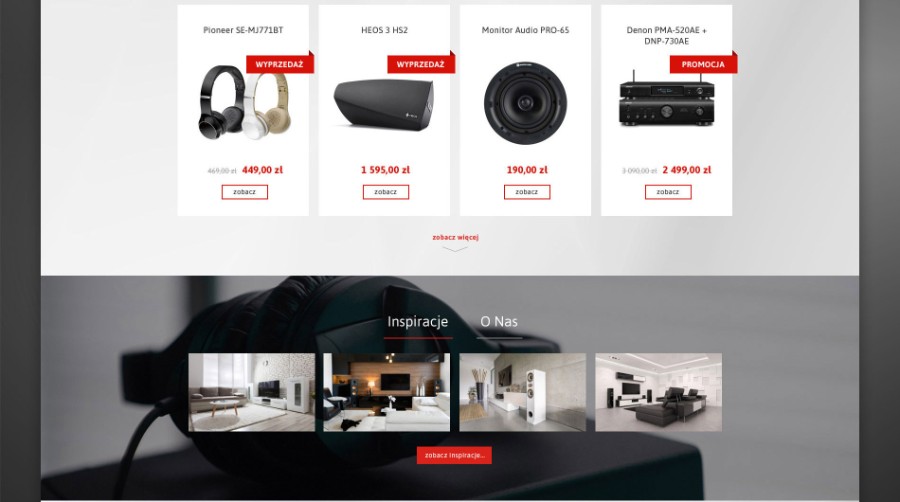 Pioneer SE-MJ771BT
HEOS 3 HS2
Monitor Audio PRO-65
Denon PMA-520AE +
DNP-730AE
WYPRZEDAŻ
WYPRZEDAŻ
PROMOCJA
469,00 zł 449,00 zł
1 595,00 zł
190,00 zł
3 090,00 zł 2 499,00 zł
zobacz
zobacz
zobacz
zobacz
zobacz więcej
Inspiracje
O Nas
zobacz inspiracje...